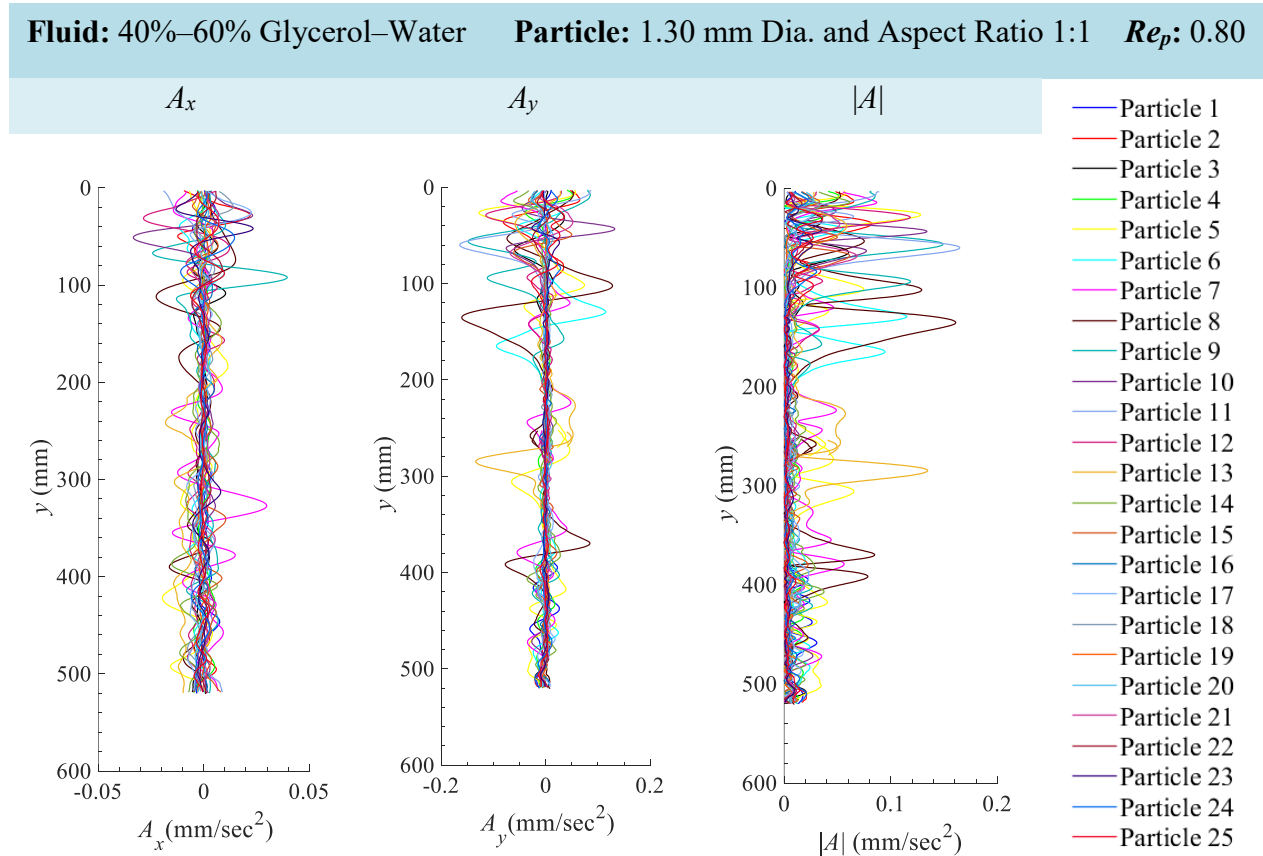 Fluid: 40%–60% Glycerol–Water Particle: 1.30 mm Dia. and Aspect Ratio 1:1 Reₚ: 0.80
Aₓ A_y |A|
0
100
200
300
400
500
600
y (mm)
-0.05 0 0.05
Aₓ(mm/sec²)
0
100
200
300
400
500
600
y (mm)
-0.2 0 0.2
A_y(mm/sec²)
0
100
200
300
400
500
600
y (mm)
0 0.1 0.2
|A| (mm/sec²)
Particle 1
Particle 2
Particle 3
Particle 4
Particle 5
Particle 6
Particle 7
Particle 8
Particle 9
Particle 10
Particle 11
Particle 12
Particle 13
Particle 14
Particle 15
Particle 16
Particle 17
Particle 18
Particle 19
Particle 20
Particle 21
Particle 22
Particle 23
Particle 24
Particle 25